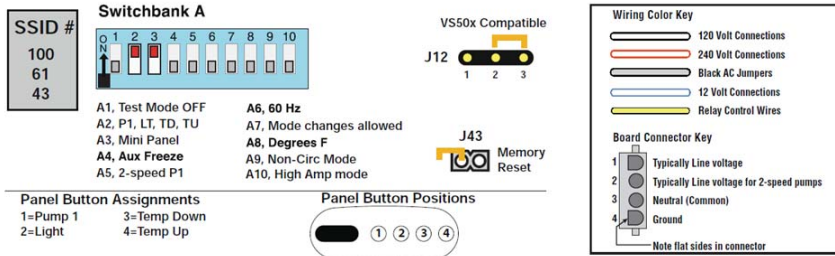 SSID #
100
61
43
Switchbank A
ON
1 2 3 4 5 6 7 8 9 10
A1, Test Mode OFF
A2, P1, LT, TD, TU
A3, Mini Panel
A4, Aux Freeze
A5, 2-speed P1
A6, 60 Hz
A7, Mode changes allowed
A8, Degrees F
A9, Non-Circ Mode
A10, High Amp mode
VS50x Compatible
J12
1 2 3
J43
Memory
Reset
Panel Button Assignments
1=Pump 1 3=Temp Down
2=Light 4=Temp Up
Panel Button Positions
1 2 3 4
Wiring Color Key
120 Volt Connections
240 Volt Connections
Black AC Jumpers
12 Volt Connections
Relay Control Wires
Board Connector Key
1 Typically Line voltage
2 Typically Line voltage for 2-speed pumps
3 Neutral (Common)
4 Ground
Note flat sides in connector